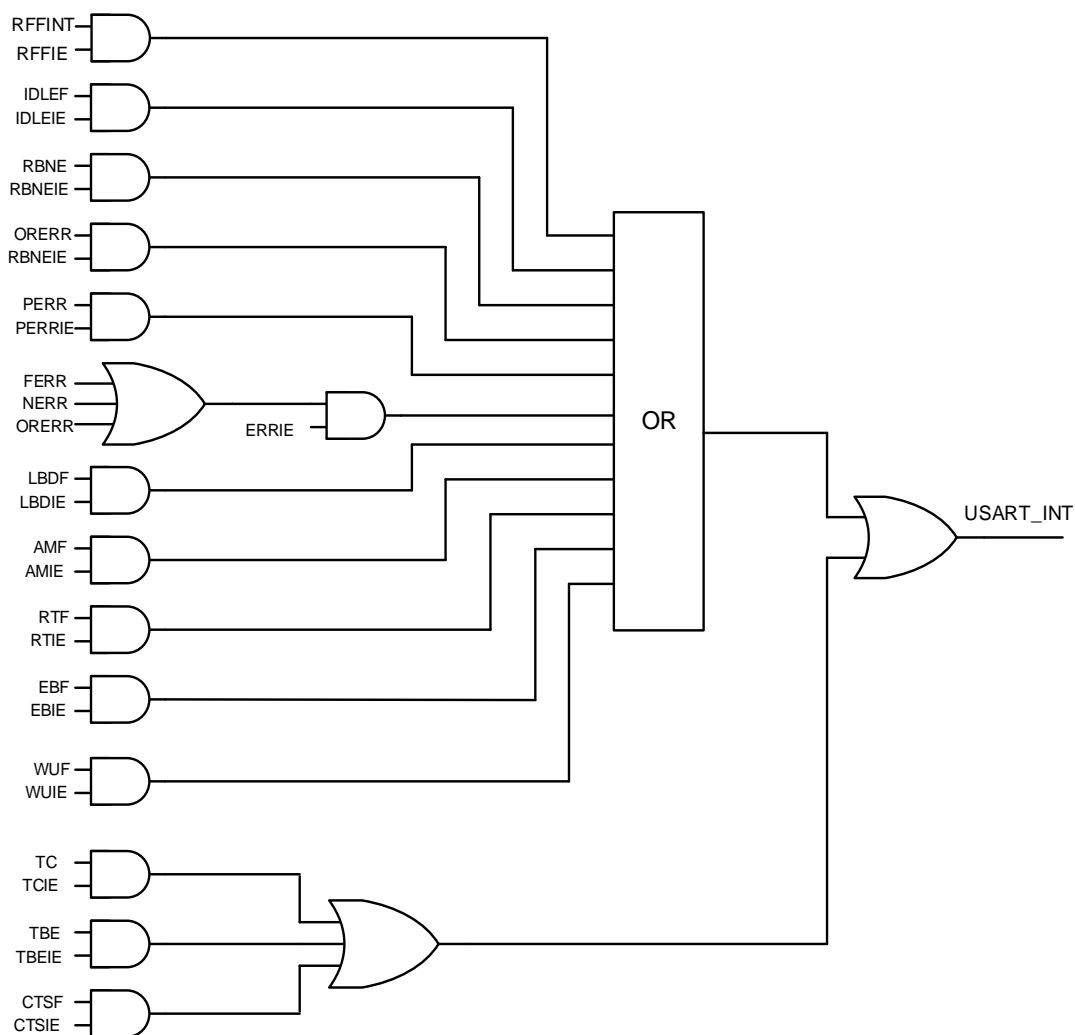 RFFINT
RFFIE
IDLEF
IDLEIE
RBNE
RBNEIE
ORERR
RBNEIE
PERR
PERRIE
FERR
NERR
ORERR
ERRIE
OR
LBDF
LBDIE
USART_INT
AMF
AMIE
RTF
RTIE
EBF
EBIE
WUF
WUIE
TC
TCIE
TBE
TBEIE
CTSF
CTSIE